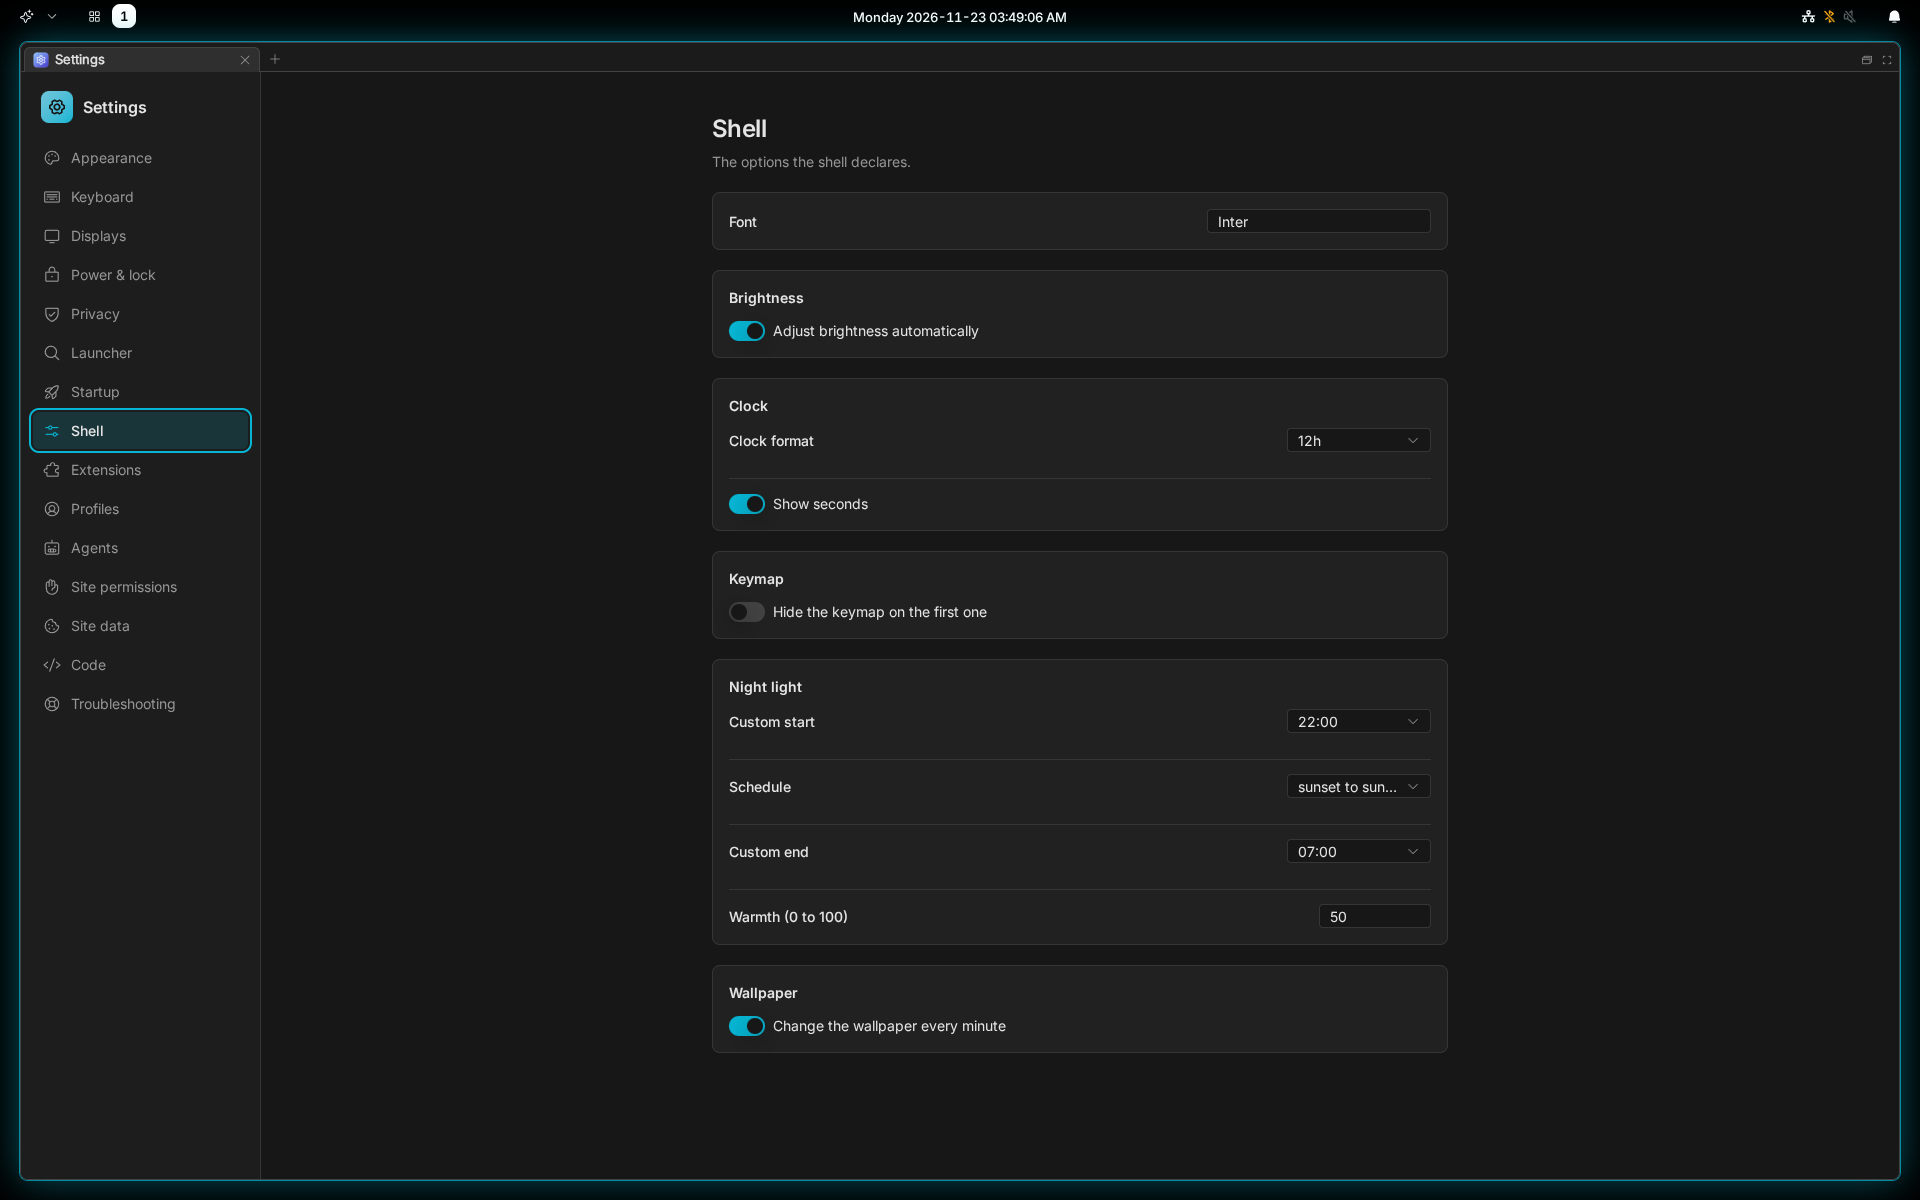 1
Monday 2026-11-23 03:49:06 AM
Settings
Settings
Appearance
Keyboard
Displays
Power & lock
Privacy
Launcher
Startup
Shell
Extensions
Profiles
Agents
Site permissions
Site data
Code
Troubleshooting
Shell
The options the shell declares.
Font
Inter
Brightness
Adjust brightness automatically
Clock
Clock format
12h
Show seconds
Keymap
Hide the keymap on the first one
Night light
Custom start
22:00
Schedule
sunset to sun...
Custom end
07:00
Warmth (0 to 100)
50
Wallpaper
Change the wallpaper every minute